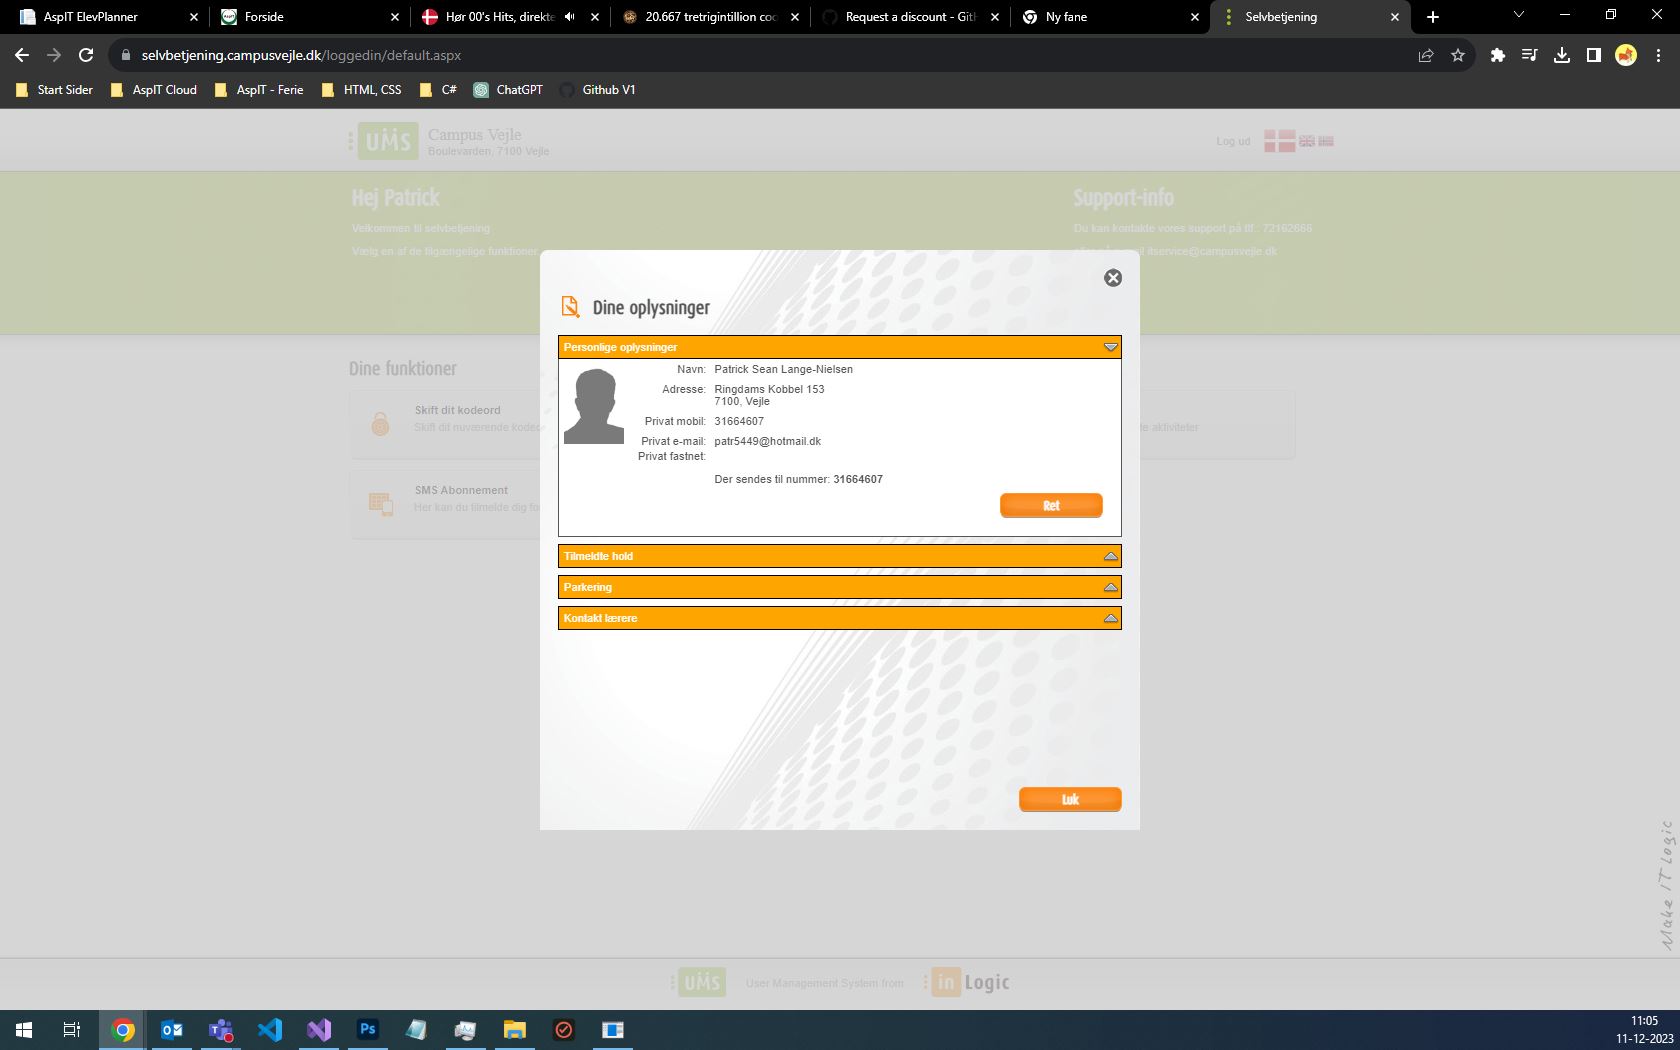 AspIT ElevPlanner
Forside
Hør 00's Hits, direkte
20.667 tretrigintillion coo
Request a discount - GitH
Ny fane
Selvbetjening
selvbetjening.campusvejle.dk/loggedin/default.aspx
Start Sider
AspIT Cloud
AspIT - Ferie
HTML, CSS
C#
ChatGPT
Github V1
UMS
Campus Vejle
Boulevarden, 7100 Vejle
Log ud
Hej Patrick
Velkommen til selvbetjening
Vælg en af de tilgængelige funktioner
Support-info
Du kan kontakte vores support på tlf.: 72162666
itservice@campusvejle.dk
Dine funktioner
Skift dit kodeord
Skift dit nuværende kodeo
te aktiviteter
SMS Abonnement
Her kan du tilmelde dig fo
Dine oplysninger
Personlige oplysninger
Navn: Patrick Sean Lange-Nielsen
Adresse: Ringdams Kobbel 153
7100, Vejle
Privat mobil: 31664607
Privat e-mail: patr5449@hotmail.dk
Privat fastnet:
Der sendes til nummer: 31664607
Ret
Tilmeldte hold
Parkering
Kontakt lærere
Luk
Make IT Logic
UMS
User Management System from
in Logic
Ps
11:05
11-12-2023